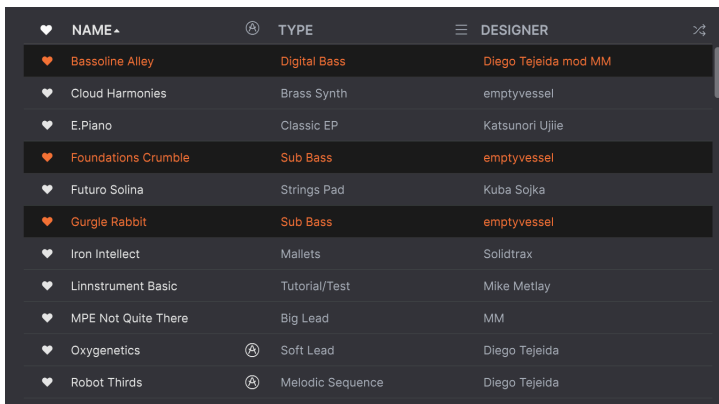 NAME TYPE DESIGNER
Bassoline Alley Digital Bass Diego Tejeida mod MM
Cloud Harmonies Brass Synth emptyvessel
E.Piano Classic EP Katsunori Ujiie
Foundations Crumble Sub Bass emptyvessel
Futuro Solina Strings Pad Kuba Sojka
Gurgle Rabbit Sub Bass emptyvessel
Iron Intellect Mallets Solidtrax
Linnstrument Basic Tutorial/Test Mike Metlay
MPE Not Quite There Big Lead MM
Oxygenetics Soft Lead Diego Tejeida
Robot Thirds Melodic Sequence Diego Tejeida